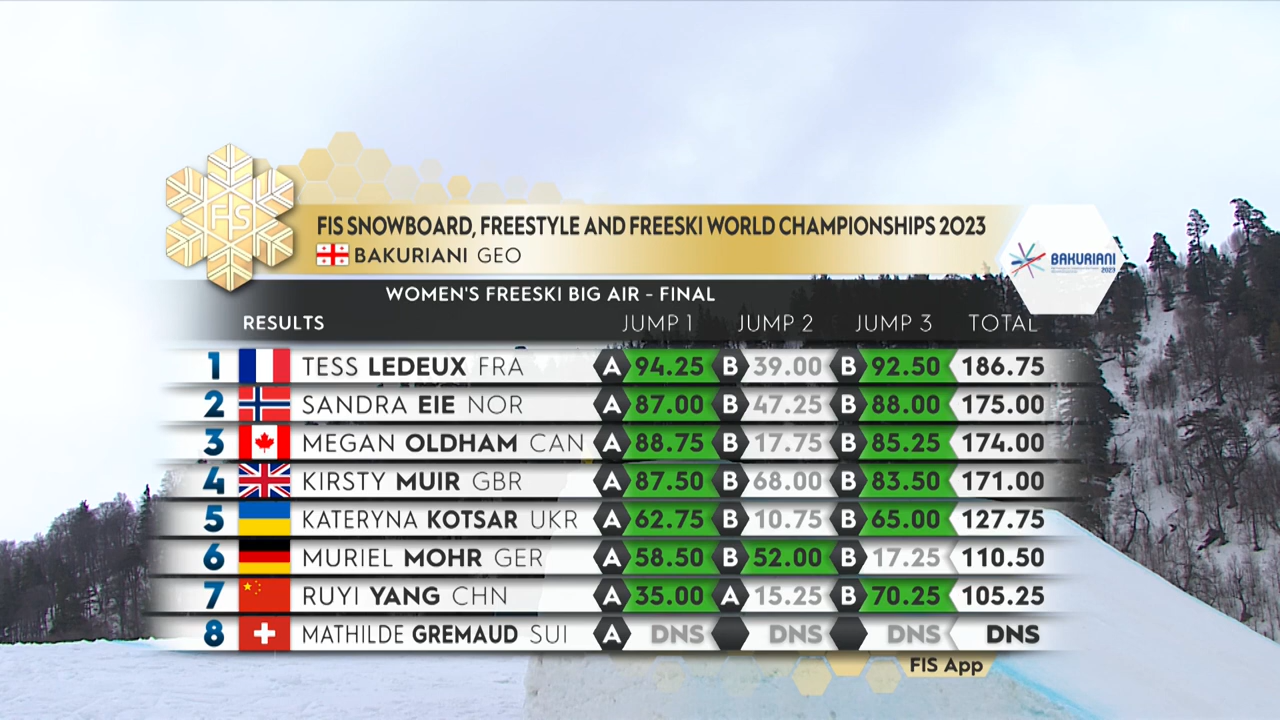 FIS
FIS SNOWBOARD, FREESTYLE AND FREESKI WORLD CHAMPIONSHIPS 2023
BAKURIANI GEO
BAKURIANI
2023
WOMEN'S FREESKI BIG AIR - FINAL
RESULTS JUMP 1 JUMP 2 JUMP 3 TOTAL
1 TESS LEDEUX FRA A 94.25 B 39.00 B 92.50 186.75
2 SANDRA EIE NOR A 87.00 B 47.25 B 88.00 175.00
3 MEGAN OLDHAM CAN A 88.75 B 17.75 B 85.25 174.00
4 KIRSTY MUIR GBR A 87.50 B 68.00 B 83.50 171.00
5 KATERYNA KOTSAR UKR A 62.75 B 10.75 B 65.00 127.75
6 MURIEL MOHR GER A 58.50 B 52.00 B 17.25 110.50
7 RUYI YANG CHN A 35.00 A 15.25 B 70.25 105.25
8 MATHILDE GREMAUD SUI A DNS DNS DNS DNS
FIS App